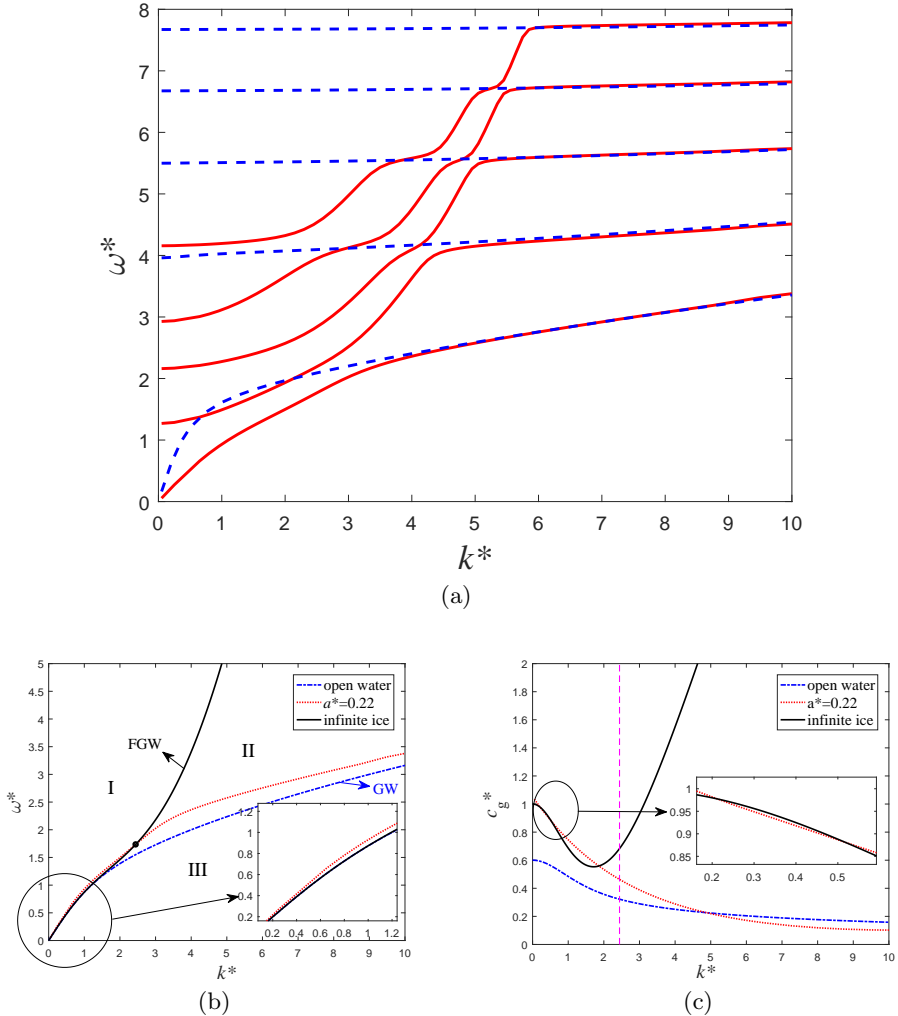 8
7
6
5
4
3
2
1
0
ω*
0 1 2 3 4 5 6 7 8 9 10
k*
(a)
5
4.5
4
3.5
3
2.5
2
1.5
1
0.5
0
ω*
open water
a*=0.22
infinite ice
FGW
I
II
III
GW
1.2
1
0.8
0.6
0.4
0.2
0.2 0.4 0.6 0.8 1 1.2
0 1 2 3 4 5 6 7 8 9 10
k*
(b)
2
1.8
1.6
1.4
1.2
1
0.8
0.6
0.4
0.2
0
c_g*
open water
a*=0.22
infinite ice
0.95
0.9
0.85
0.2 0.3 0.4 0.5
0 1 2 3 4 5 6 7 8 9 10
k*
(c)